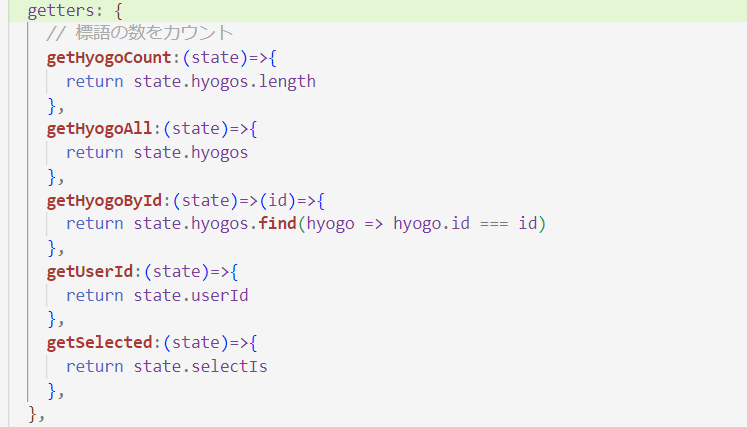 getters: {
// 標語の数をカウント
getHyogoCount:(state)=>{
return state.hyogos.length
},
getHyogoAll:(state)=>{
return state.hyogos
},
getHyogoById:(state)=>(id)=>{
return state.hyogos.find(hyogo => hyogo.id === id)
},
getUserId:(state)=>{
return state.userId
},
getSelected:(state)=>{
return state.selectIs
},
},